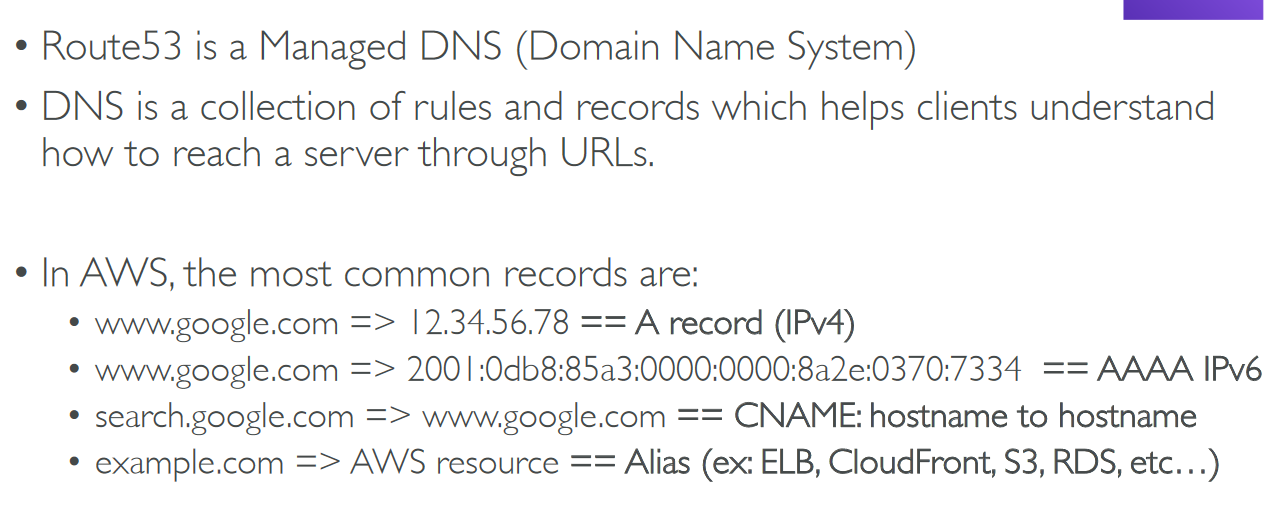 • Route53 is a Managed DNS (Domain Name System)
• DNS is a collection of rules and records which helps clients understand
how to reach a server through URLs.
• In AWS, the most common records are:
• www.google.com => 12.34.56.78 == A record (IPv4)
• www.google.com => 2001:0db8:85a3:0000:0000:8a2e:0370:7334 == AAAA IPv6
• search.google.com => www.google.com == CNAME: hostname to hostname
• example.com => AWS resource == Alias (ex: ELB, CloudFront, S3, RDS, etc…)